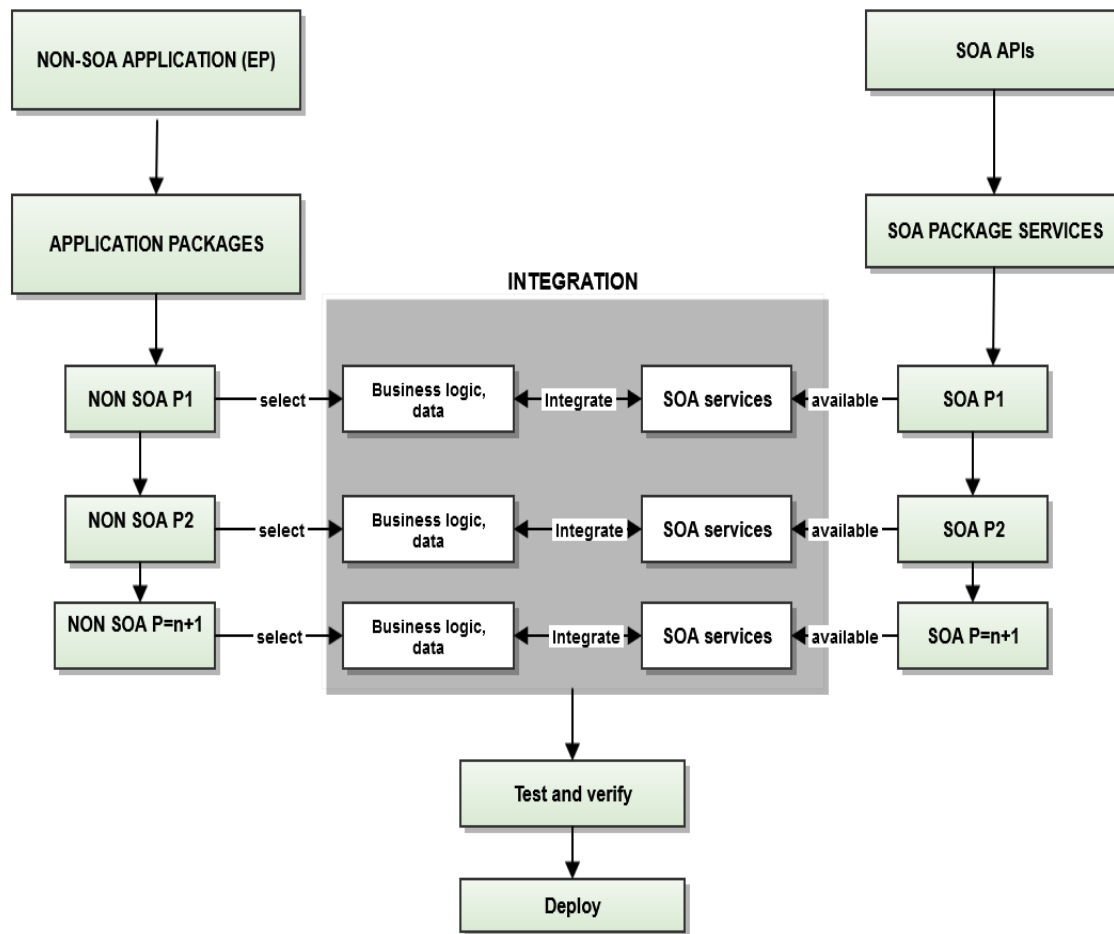 NON-SOA APPLICATION (EP)
SOA APIs
APPLICATION PACKAGES
SOA PACKAGE SERVICES
INTEGRATION
NON SOA P1
select
Business logic,
data
Integrate
SOA services
available
SOA P1
NON SOA P2
select
Business logic,
data
Integrate
SOA services
available
SOA P2
NON SOA P=n+1
select
Business logic,
data
Integrate
SOA services
available
SOA P=n+1
Test and verify
Deploy